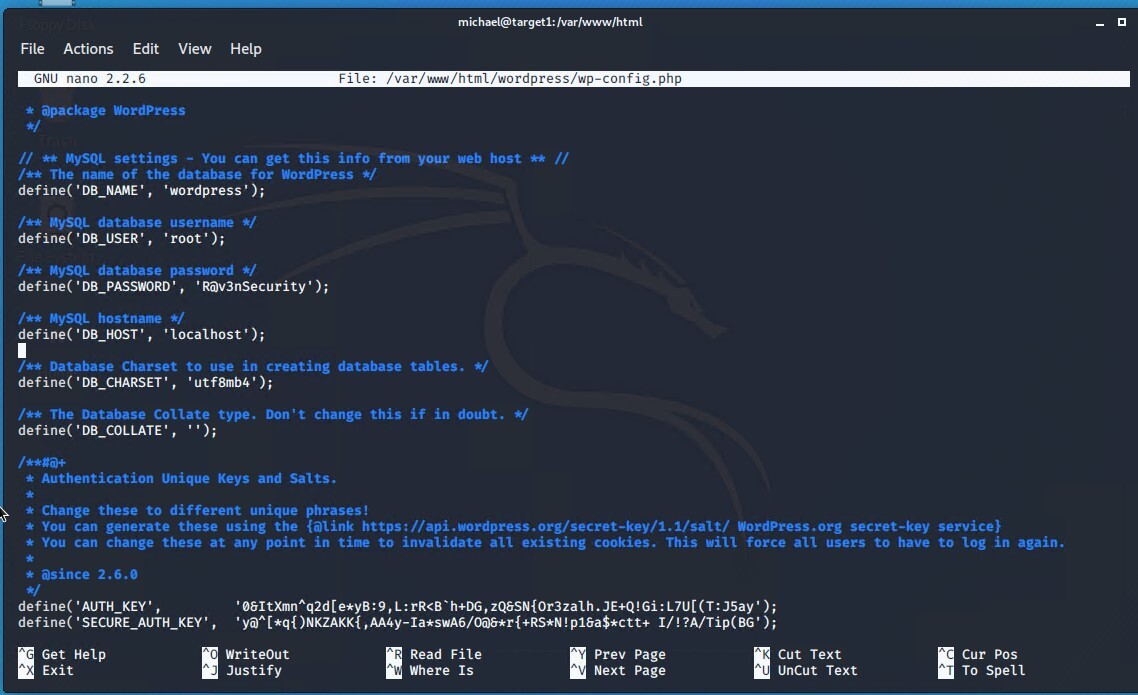 michael@target1:/var/www/html
File Actions Edit View Help
GNU nano 2.2.6 File: /var/www/html/wordpress/wp-config.php
* @package WordPress
*/
// ** MySQL settings - You can get this info from your web host ** //
/** The name of the database for WordPress */
define('DB_NAME', 'wordpress');
/** MySQL database username */
define('DB_USER', 'root');
/** MySQL database password */
define('DB_PASSWORD', 'R@v3nSecurity');
/** MySQL hostname */
define('DB_HOST', 'localhost');
/** Database Charset to use in creating database tables. */
define('DB_CHARSET', 'utf8mb4');
/** The Database Collate type. Don't change this if in doubt. */
define('DB_COLLATE', '');
/**#@+
* Authentication Unique Keys and Salts.
*
* Change these to different unique phrases!
* You can generate these using the {@link https://api.wordpress.org/secret-key/1.1/salt/ WordPress.org secret-key service}
* You can change these at any point in time to invalidate all existing cookies. This will force all users to have to log in again.
*
* @since 2.6.0
*/
define('AUTH_KEY', '0&ItXmn^q2d[e*yB:9,L:rR<B`h+DG,zQ&SN{Or3zalh.JE+Q!Gi:L7U[(T:J5ay');
define('SECURE_AUTH_KEY', 'y@^[*q{)NKZAKK{,AA4y-Ia*swA6/O@&*r{+RS*N!p1&a$*ctt+ I/!?A/Tip(BG');
^G Get Help ^O WriteOut ^R Read File ^Y Prev Page ^K Cut Text ^C Cur Pos
^X Exit ^J Justify ^W Where Is ^V Next Page ^U UnCut Text ^T To Spell